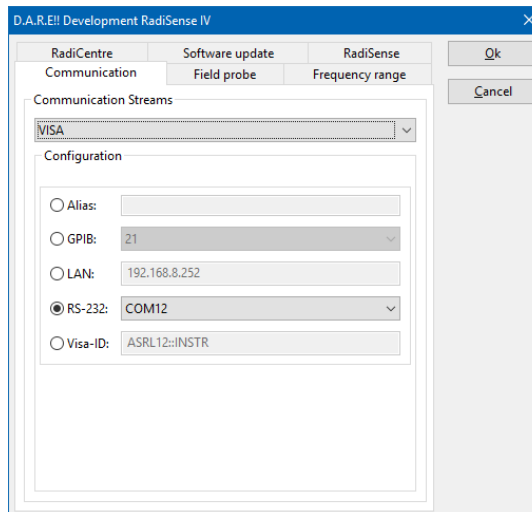 D.A.R.E!! Development RadiSense IV
RadiCentre Software update RadiSense
Communication Field probe Frequency range
Ok
Cancel
Communication Streams
VISA
Configuration
Alias:
GPIB: 21
LAN: 192.168.8.252
RS-232: COM12
Visa-ID: ASRL12::INSTR